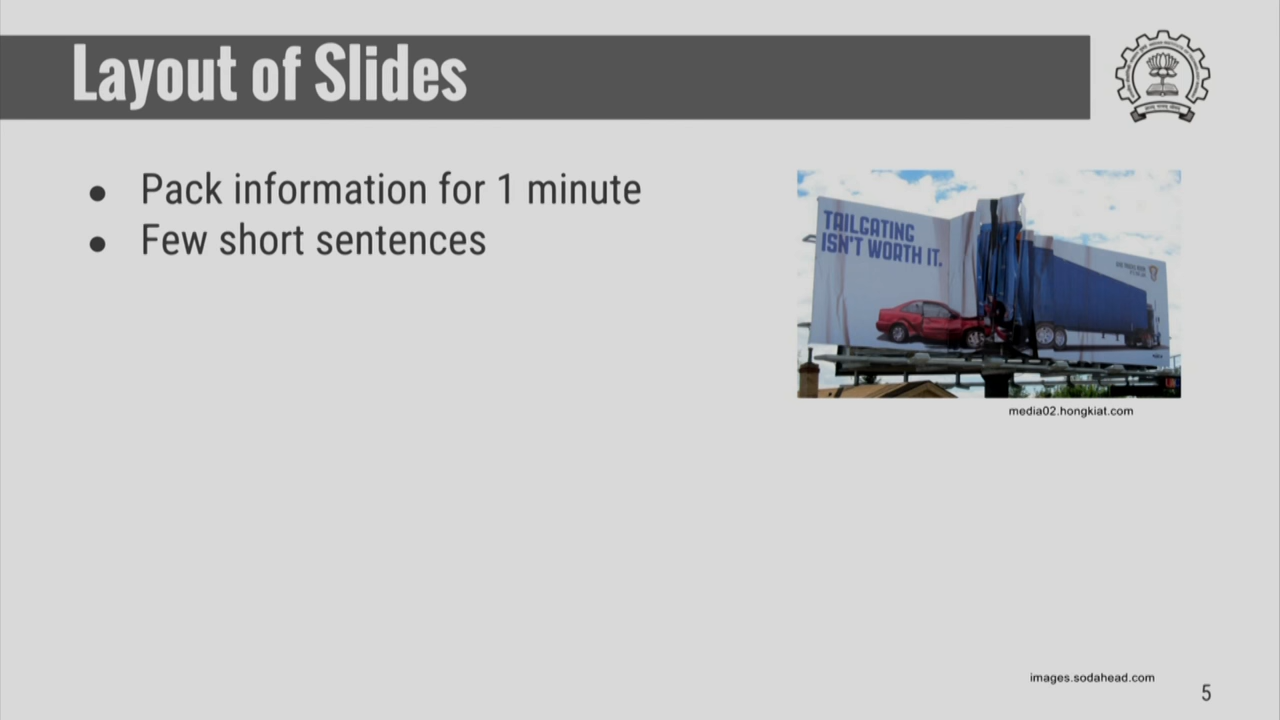 Layout of Slides
● Pack information for 1 minute
● Few short sentences
TAILGATING
ISN'T WORTH IT.
media02.hongkiat.com
images.sodahead.com
5